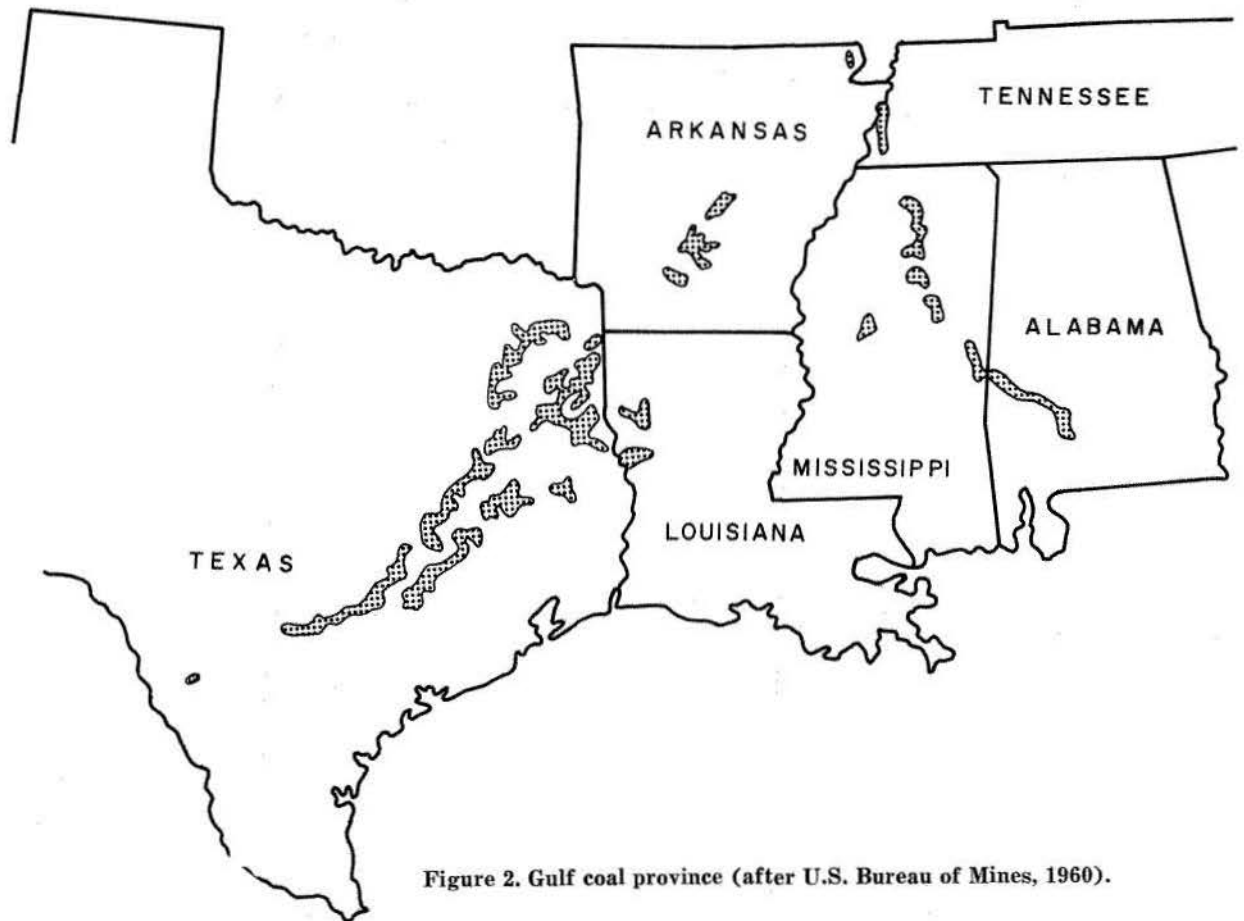 TENNESSEE
ARKANSAS
ALABAMA
MISSISSIPPI
LOUISIANA
TEXAS
Figure 2. Gulf coal province (after U.S. Bureau of Mines, 1960).